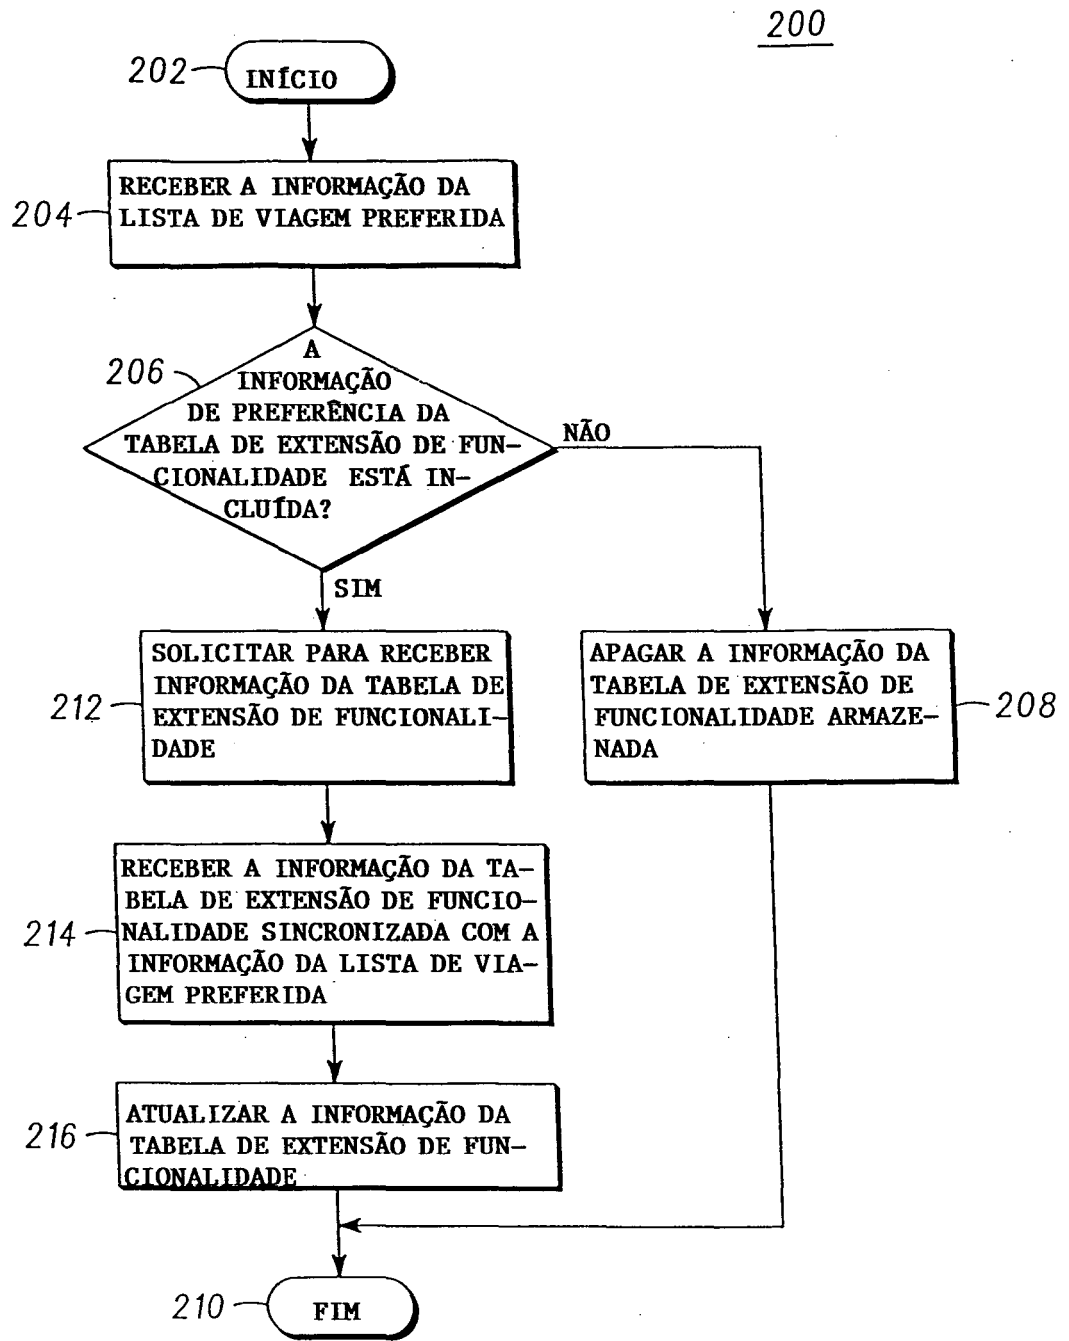 200
202
INÍCIO
RECEBER A INFORMAÇÃO DA
LISTA DE VIAGEM PREFERIDA
204
206
A
INFORMAÇÃO
DE PREFERÊNCIA DA
TABELA DE EXTENSÃO DE FUN-
CIONALIDADE ESTÁ IN-
CLUÍDA?
NÃO
SIM
SOLICITAR PARA RECEBER
INFORMAÇÃO DA TABELA DE
EXTENSÃO DE FUNCIONALI-
DADE
212
APAGAR A INFORMAÇÃO DA
TABELA DE EXTENSÃO DE
FUNCIONALIDADE ARMAZE-
NADA
208
RECEBER A INFORMAÇÃO DA TA-
BELA DE EXTENSÃO DE FUNCIO-
NALIDADE SINCRONIZADA COM A
INFORMAÇÃO DA LISTA DE VIA-
GEM PREFERIDA
214
ATUALIZAR A INFORMAÇÃO DA
TABELA DE EXTENSÃO DE FUN-
CIONALIDADE
216
210
FIM